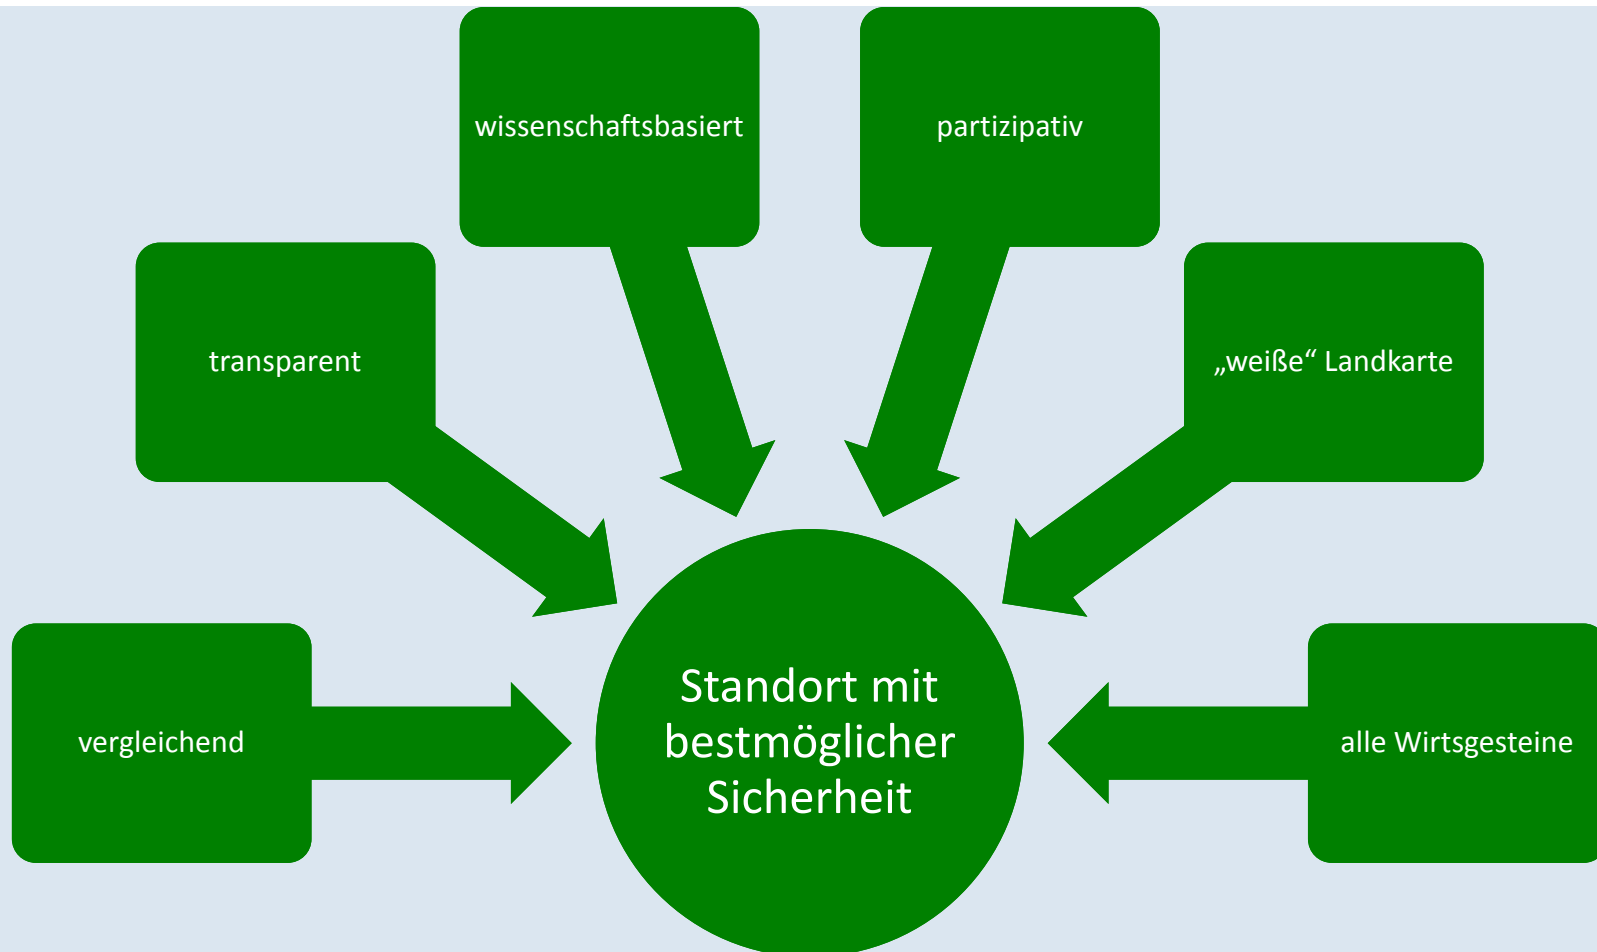 wissenschaftsbasiert
partizipativ
transparent
„weiße“ Landkarte
vergleichend
Standort mit
bestmöglicher
Sicherheit
alle Wirtsgesteine